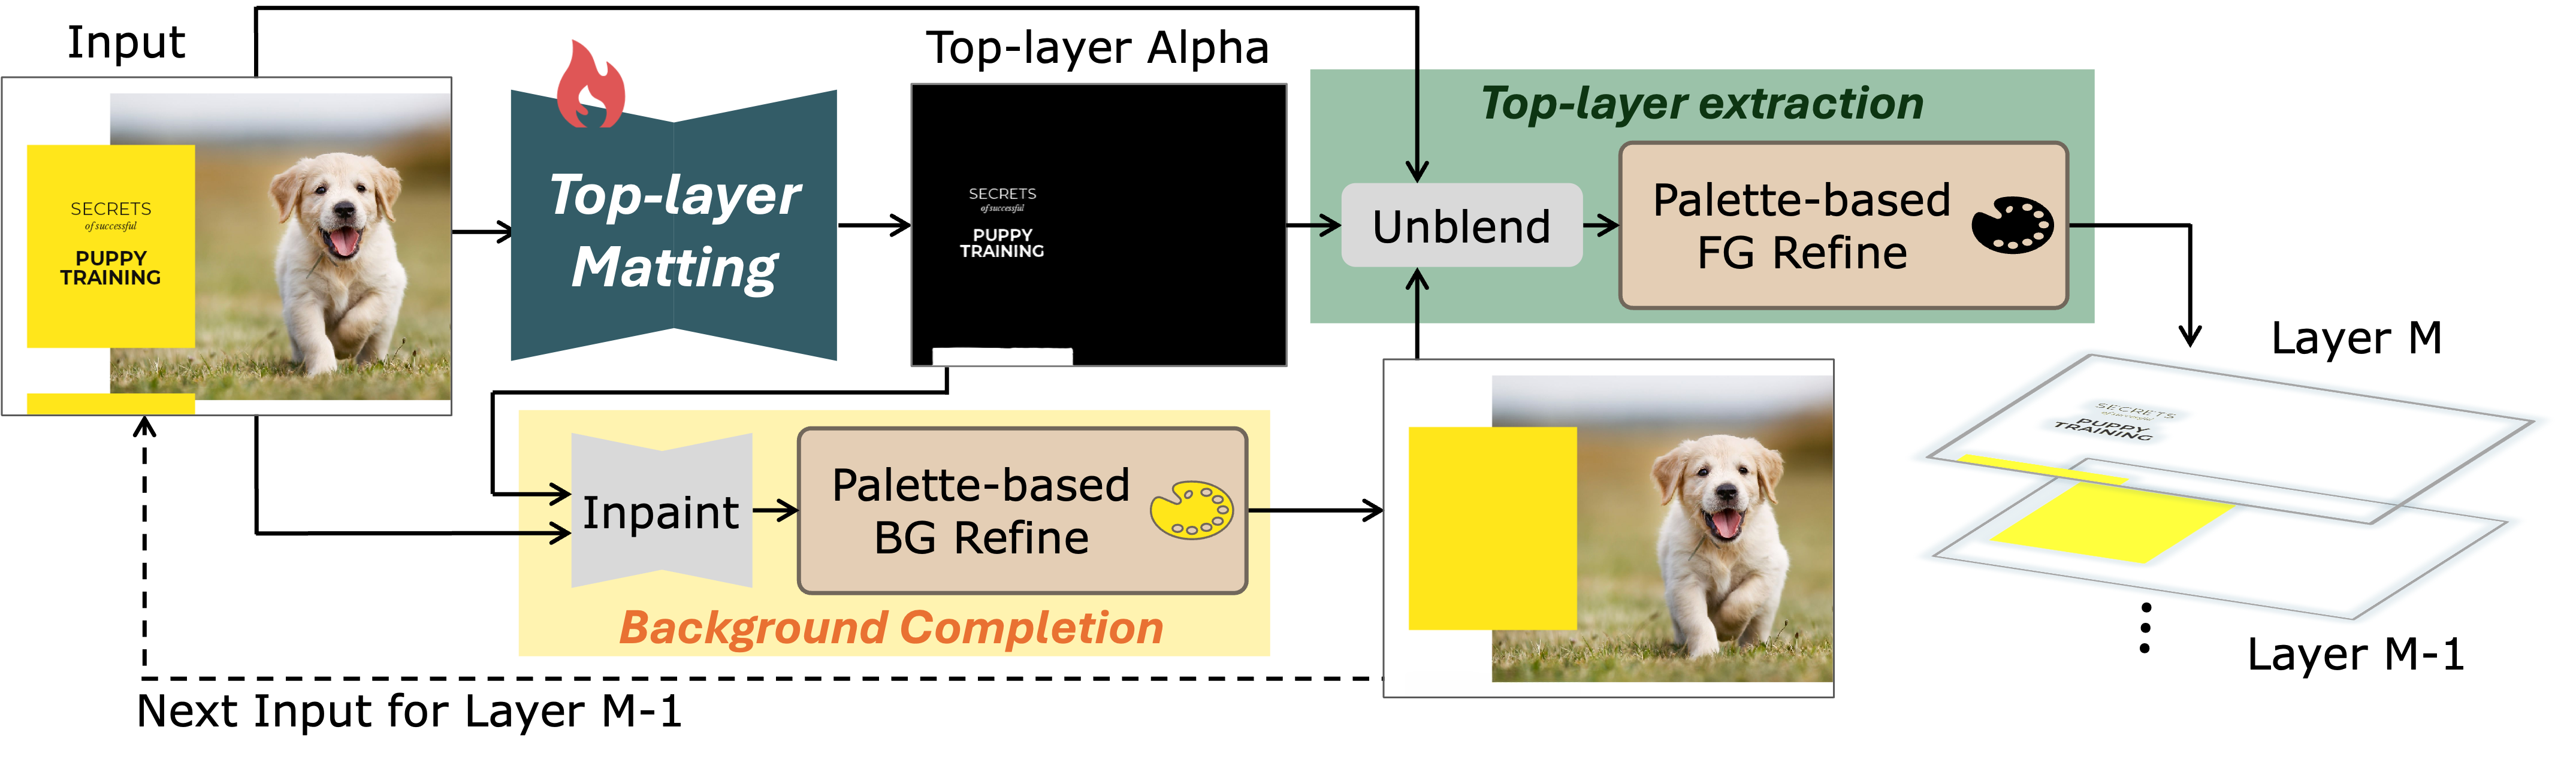 Input
SECRETS
of successful
PUPPY
TRAINING
Top-layer
Matting
Top-layer Alpha
SECRETS
of successful
PUPPY
TRAINING
Top-layer extraction
Unblend
Palette-based
FG Refine
Inpaint
Palette-based
BG Refine
Background Completion
Next Input for Layer M-1
Layer M
SECRETS
of successful
PUPPY
TRAINING
Layer M-1